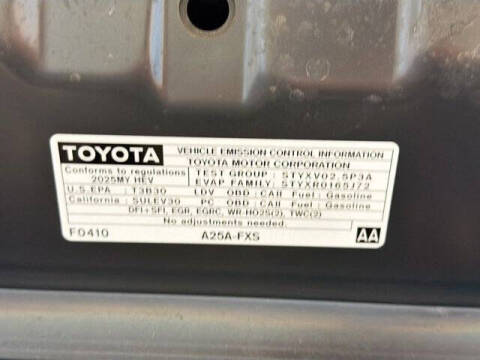 TOYOTA
VEHICLE EMISSION CONTROL INFORMATION
TOYOTA MOTOR CORPORATION
Conforms to regulations
2025MY HEV
TEST GROUP : STYXV02.5P3A
EVAP FAMILY: STYXR0165J72
U.S.EPA : T3B30 LDV OBD : CAII Fuel : Gasoline
California : SULEV30 PC OBD : CAII Fuel : Gasoline
DFI+SFI, EGR, EGRC, WR-HO2S(2), TWC(2)
No adjustments needed.
F0410 A25A-FXS AA